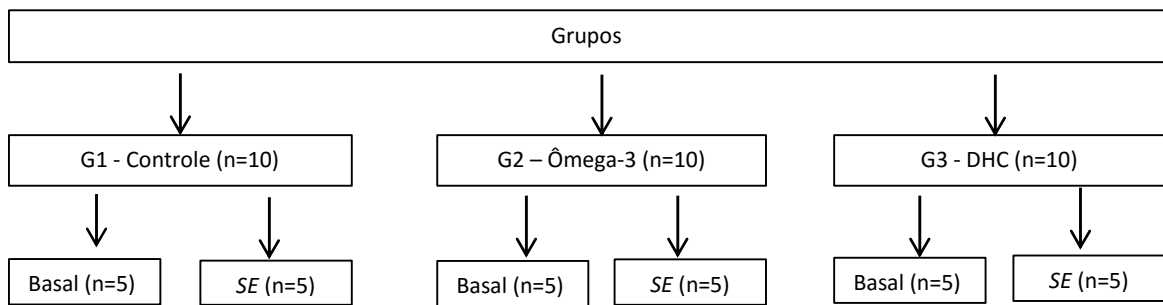 Grupos
G1 - Controle (n=10)
G2 – Ômega-3 (n=10)
G3 - DHC (n=10)
Basal (n=5)
SE (n=5)
Basal (n=5)
SE (n=5)
Basal (n=5)
SE (n=5)